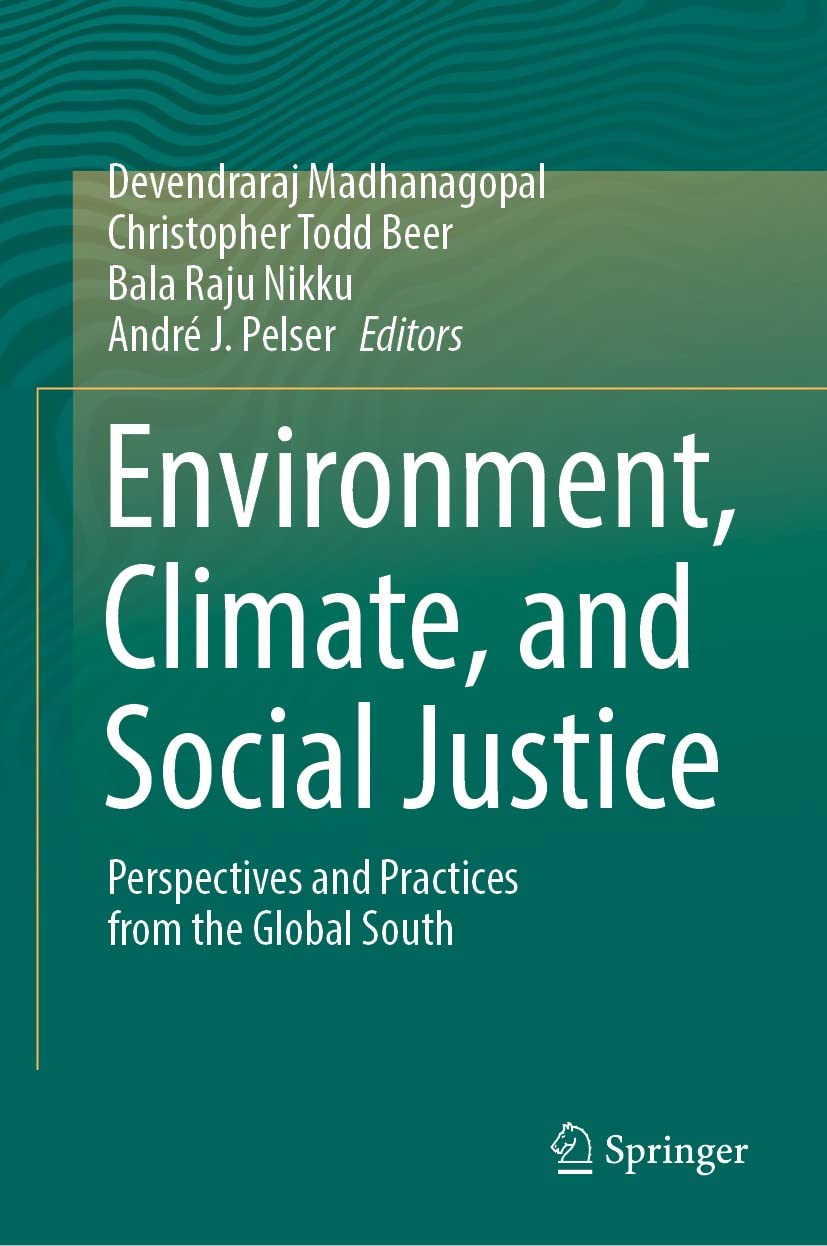 Devendraraj Madhanagopal
Christopher Todd Beer
Bala Raju Nikku
André J. Pelser Editors
Environment,
Climate, and
Social Justice
Perspectives and Practices
from the Global South
Springer